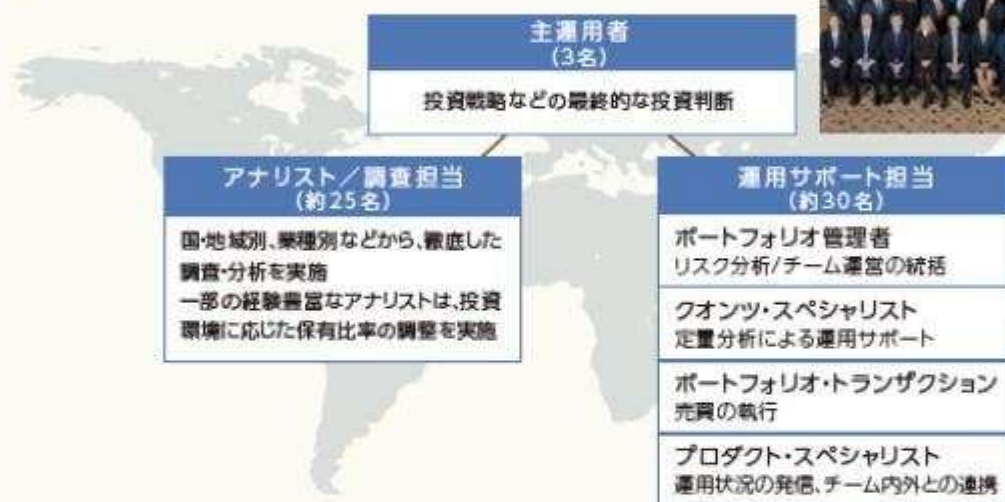 主運用者
(3名)
投資戦略などの最終的な投資判断
アナリスト/調査担当
(約25名)
国・地域別、業種別などから、徹底した
調査・分析を実施
一部の経験豊富なアナリストは、投資
環境に応じた保有比率の調整を実施
運用サポート担当
(約30名)
ポートフォリオ管理者
リスク分析/チーム運営の統括
クオンツ・スペシャリスト
定量分析による運用サポート
ポートフォリオ・トランザクション
売買の執行
プロダクト・スペシャリスト
運用状況の発信、チーム内外との連携